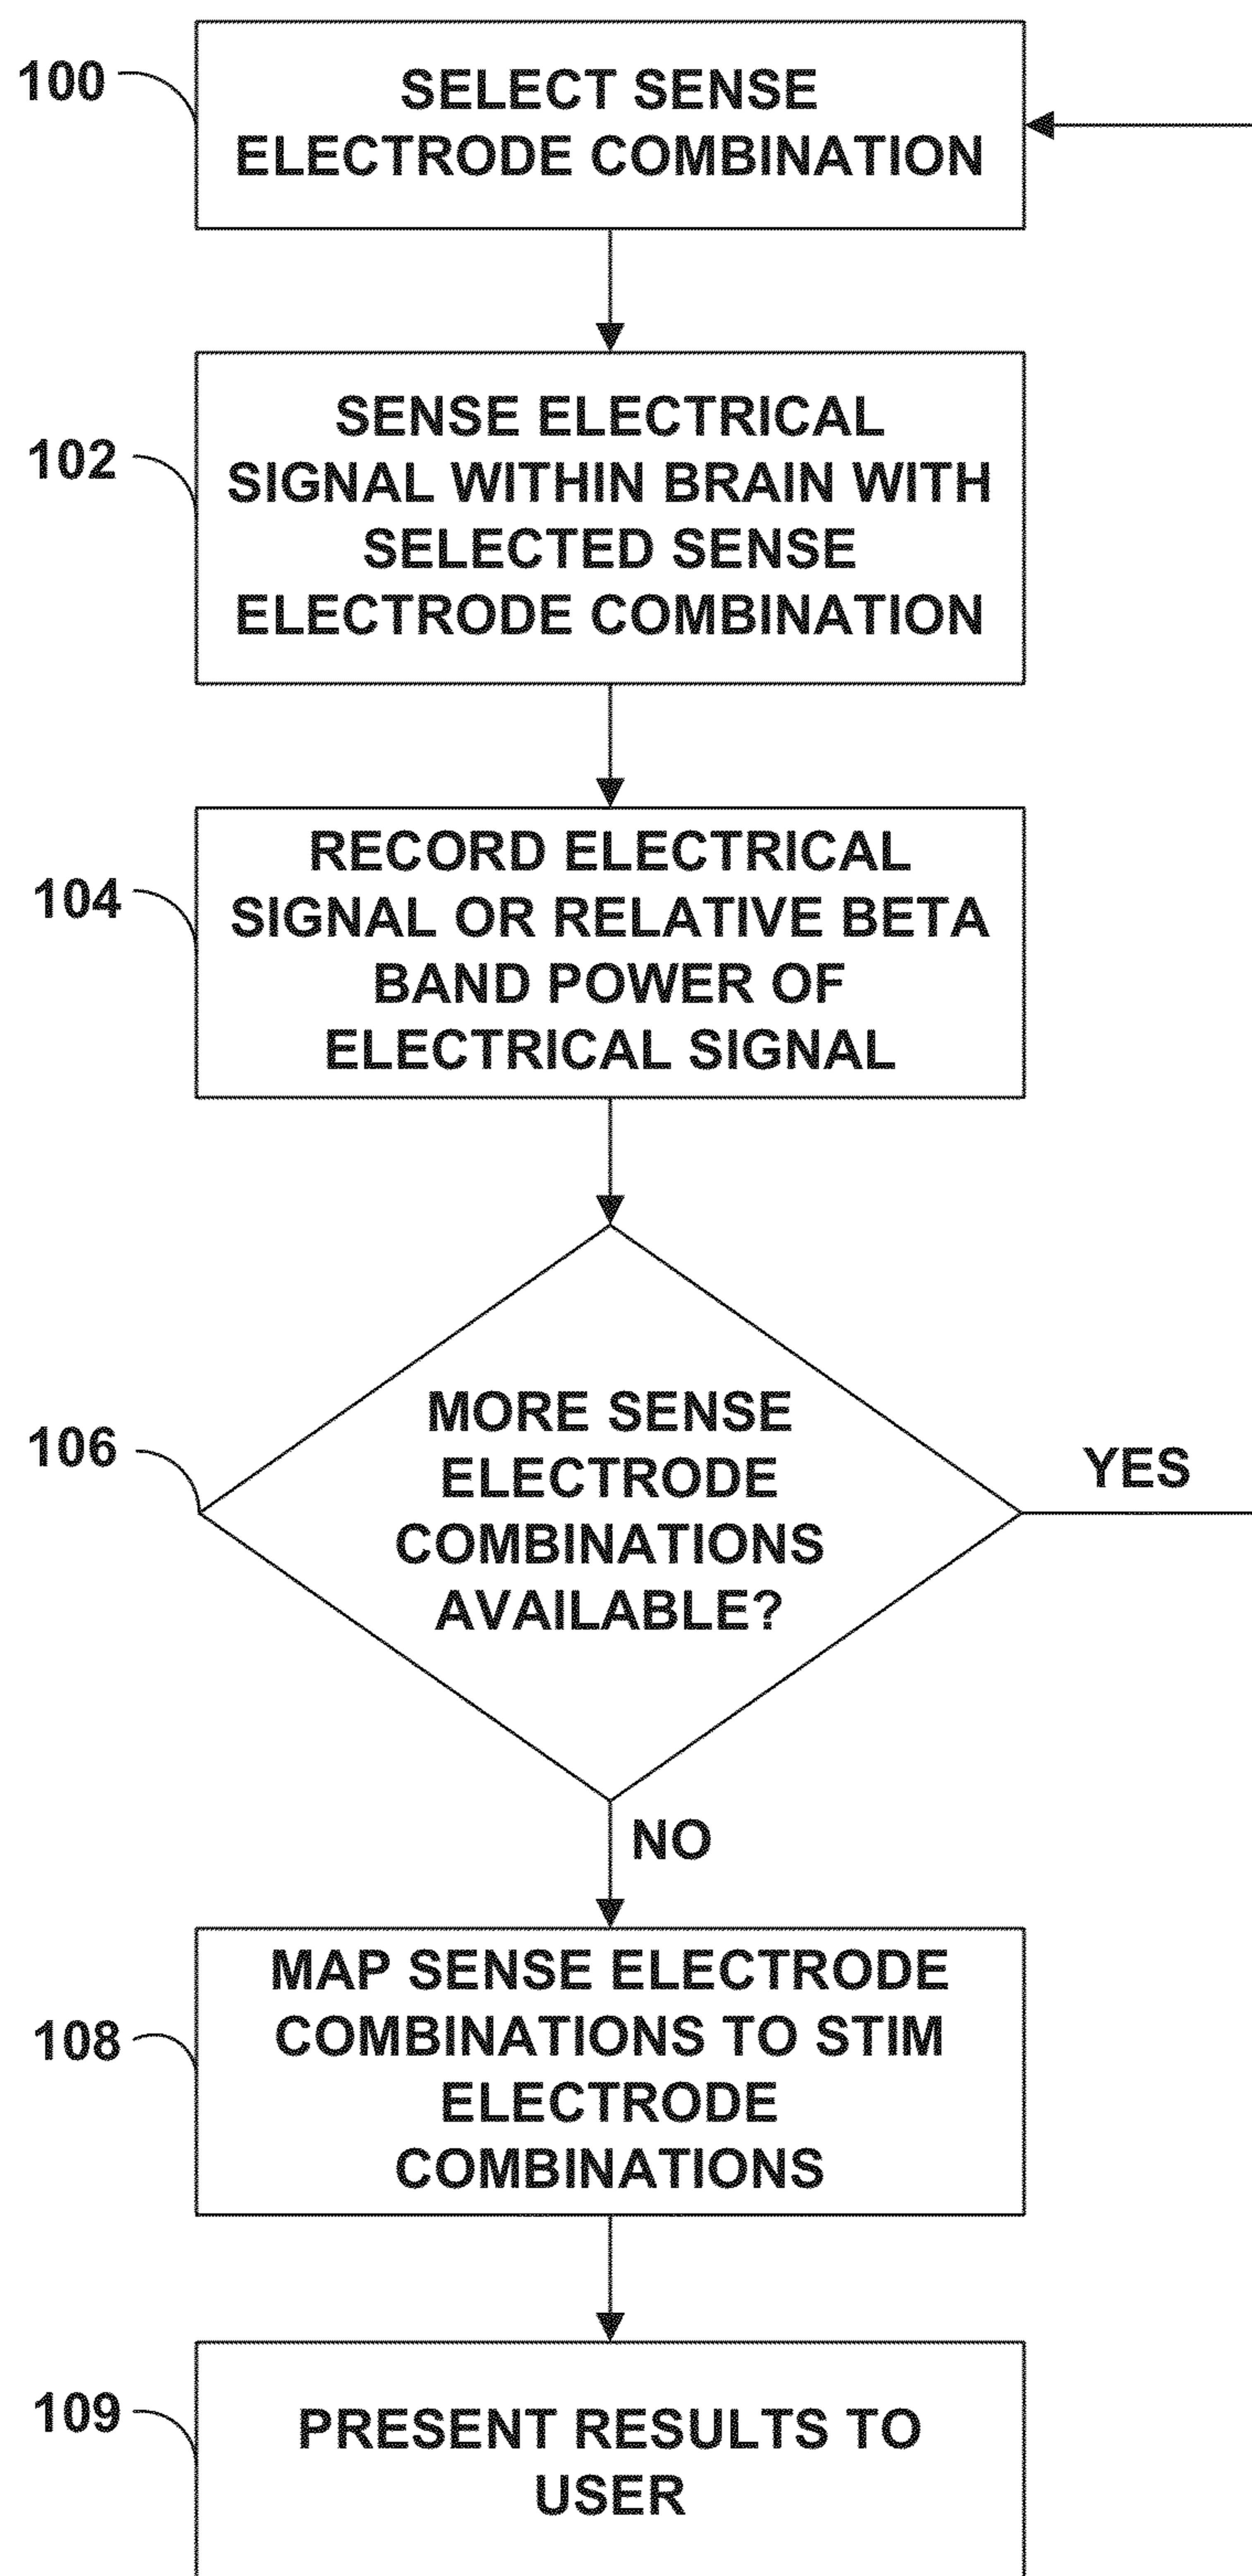 100
SELECT SENSE
ELECTRODE COMBINATION
102
SENSE ELECTRICAL
SIGNAL WITHIN BRAIN WITH
SELECTED SENSE
ELECTRODE COMBINATION
104
RECORD ELECTRICAL
SIGNAL OR RELATIVE BETA
BAND POWER OF
ELECTRICAL SIGNAL
106
MORE SENSE
ELECTRODE
COMBINATIONS
AVAILABLE?
YES
NO
108
MAP SENSE ELECTRODE
COMBINATIONS TO STIM
ELECTRODE
COMBINATIONS
109
PRESENT RESULTS TO
USER